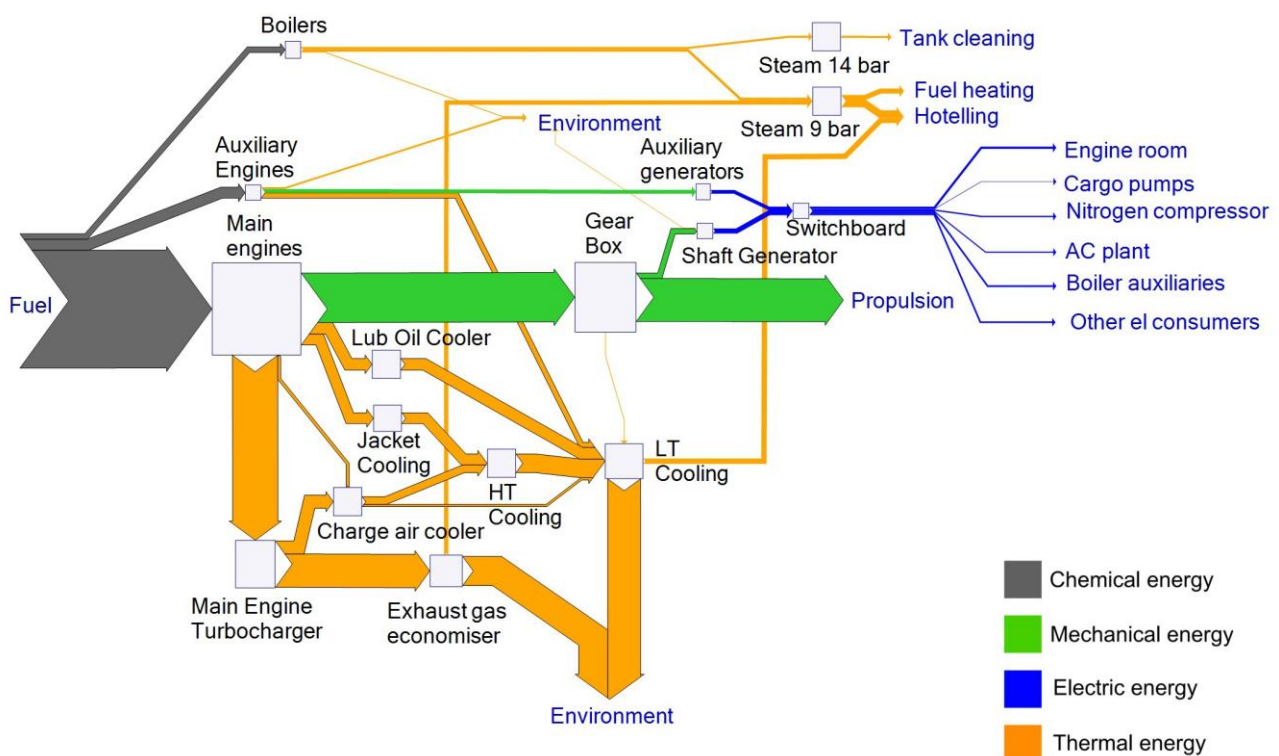 Boilers
Tank cleaning
Steam 14 bar
Fuel heating
Hotelling
Steam 9 bar
Environment
Auxiliary
Engines
Auxiliary
generators
Engine room
Cargo pumps
Nitrogen compressor
Switchboard
AC plant
Boiler auxiliaries
Other el consumers
Main
engines
Gear
Box
Shaft Generator
Fuel
Propulsion
Lub Oil Cooler
Jacket
Cooling
HT
Cooling
LT
Cooling
Charge air cooler
Main Engine
Turbocharger
Exhaust gas
economiser
Environment
Chemical energy
Mechanical energy
Electric energy
Thermal energy